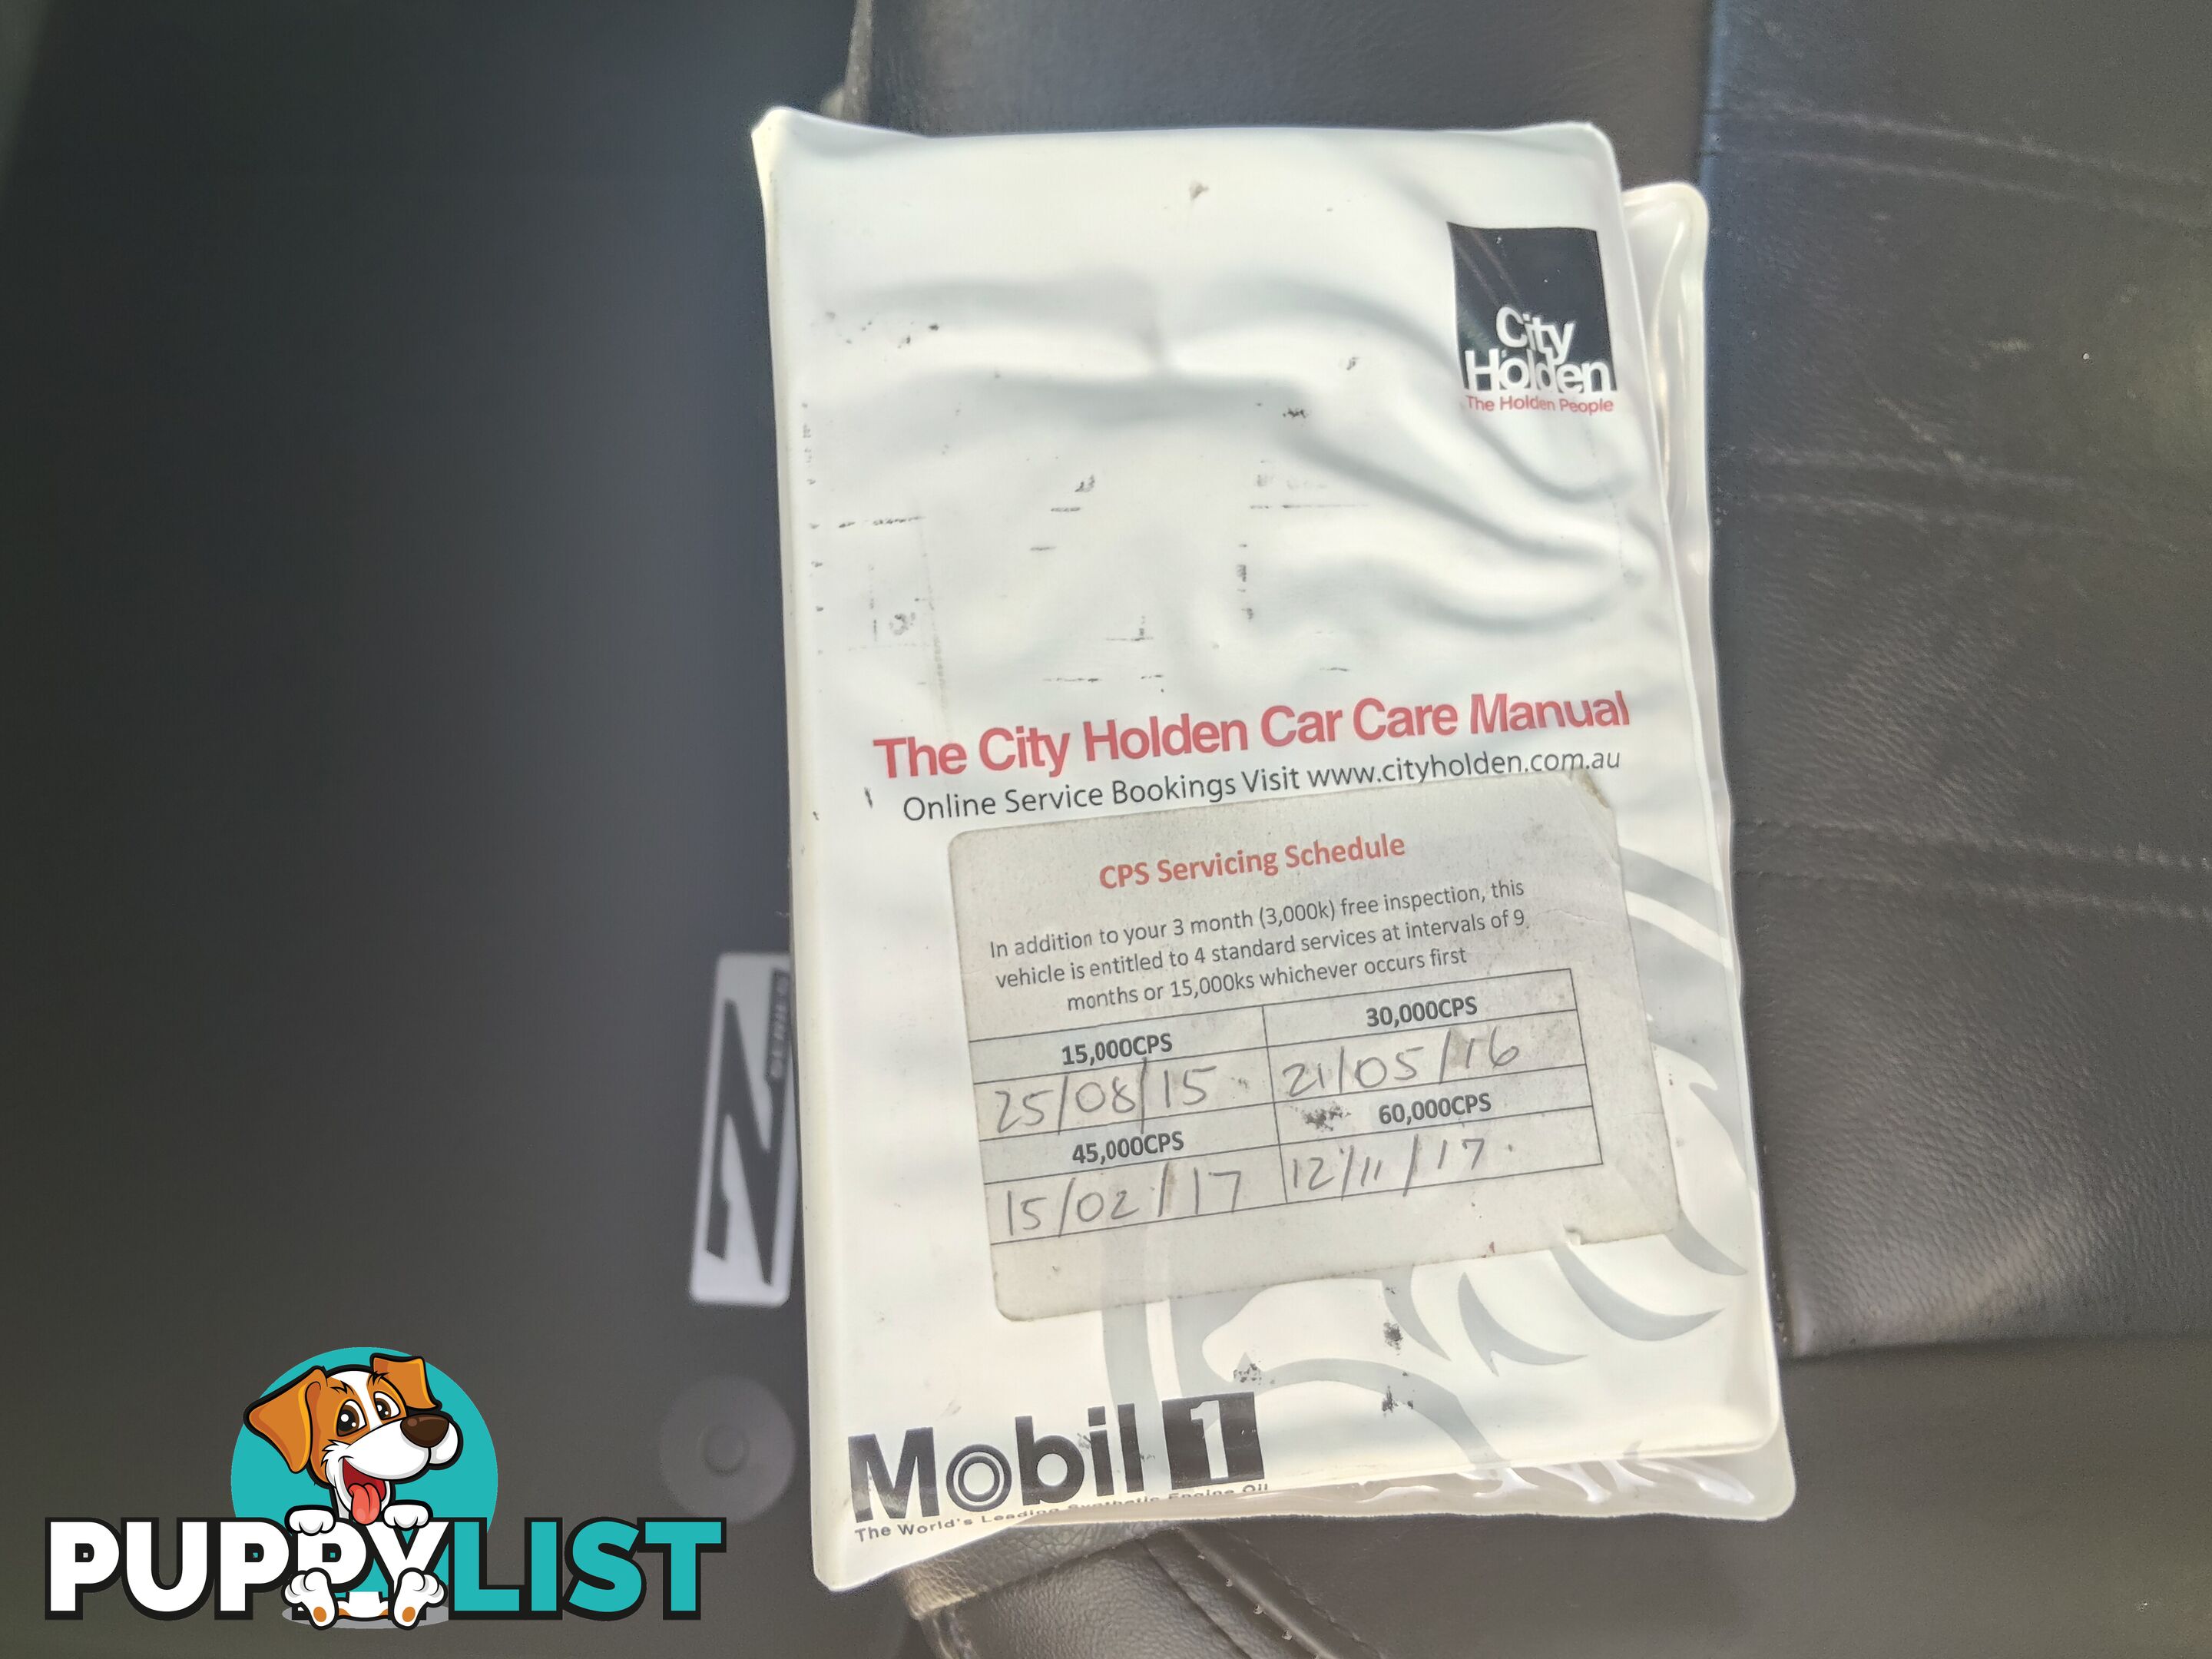 City
Holden
The Holden People
The City Holden Car Care Manual
Online Service Bookings Visit www.cityholden.com.au
CPS Servicing Schedule
In addition to your 3 month (3,000k) free inspection, this
vehicle is entitled to 4 standard services at intervals of 9
months or 15,000ks whichever occurs first
15,000CPS
30,000CPS
25/08/15
21/05/16
45,000CPS
60,000CPS
15/02/17
12/11/17
Mobil 1
The World's Leading Synthetic Engine Oil
Z
PUPPYLIST